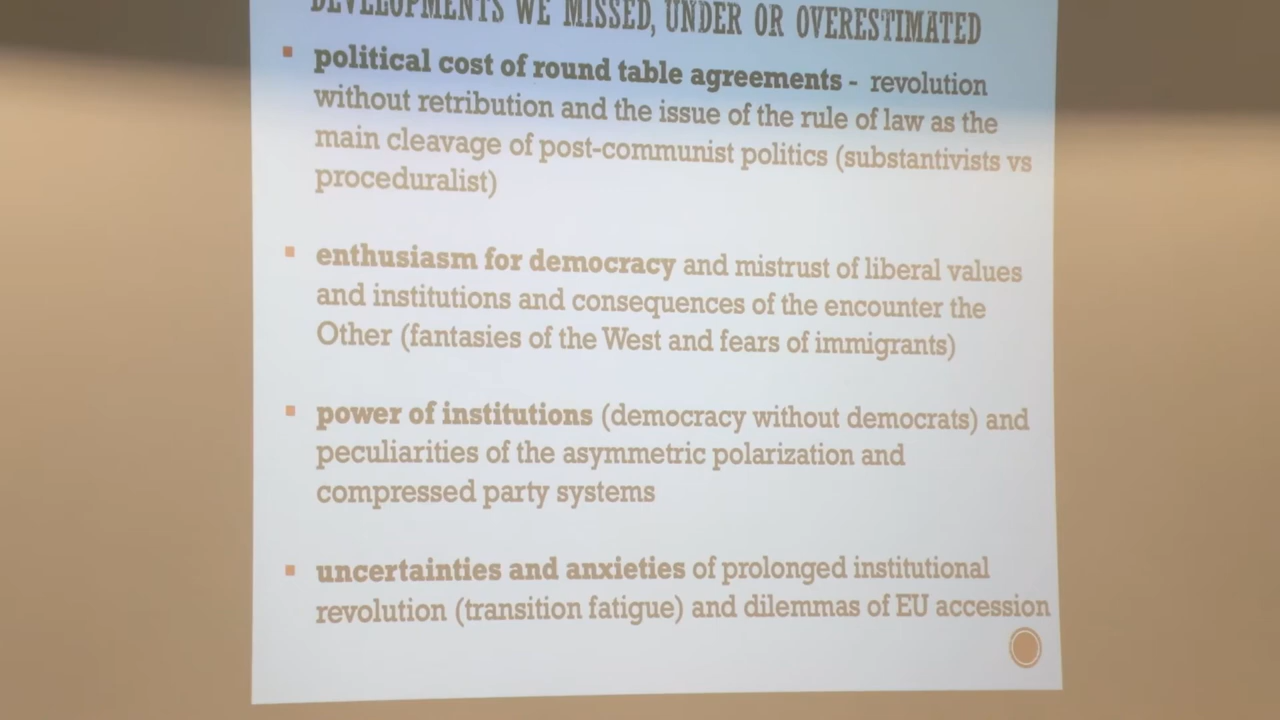 DEVELOPMENTS WE MISSED, UNDER OR OVERESTIMATED
▪ political cost of round table agreements - revolution
without retribution and the issue of the rule of law as the
main cleavage of post-communist politics (substantivists vs
proceduralist)
▪ enthusiasm for democracy and mistrust of liberal values
and institutions and consequences of the encounter the
Other (fantasies of the West and fears of immigrants)
▪ power of institutions (democracy without democrats) and
peculiarities of the asymmetric polarization and
compressed party systems
▪ uncertainties and anxieties of prolonged institutional
revolution (transition fatigue) and dilemmas of EU accession